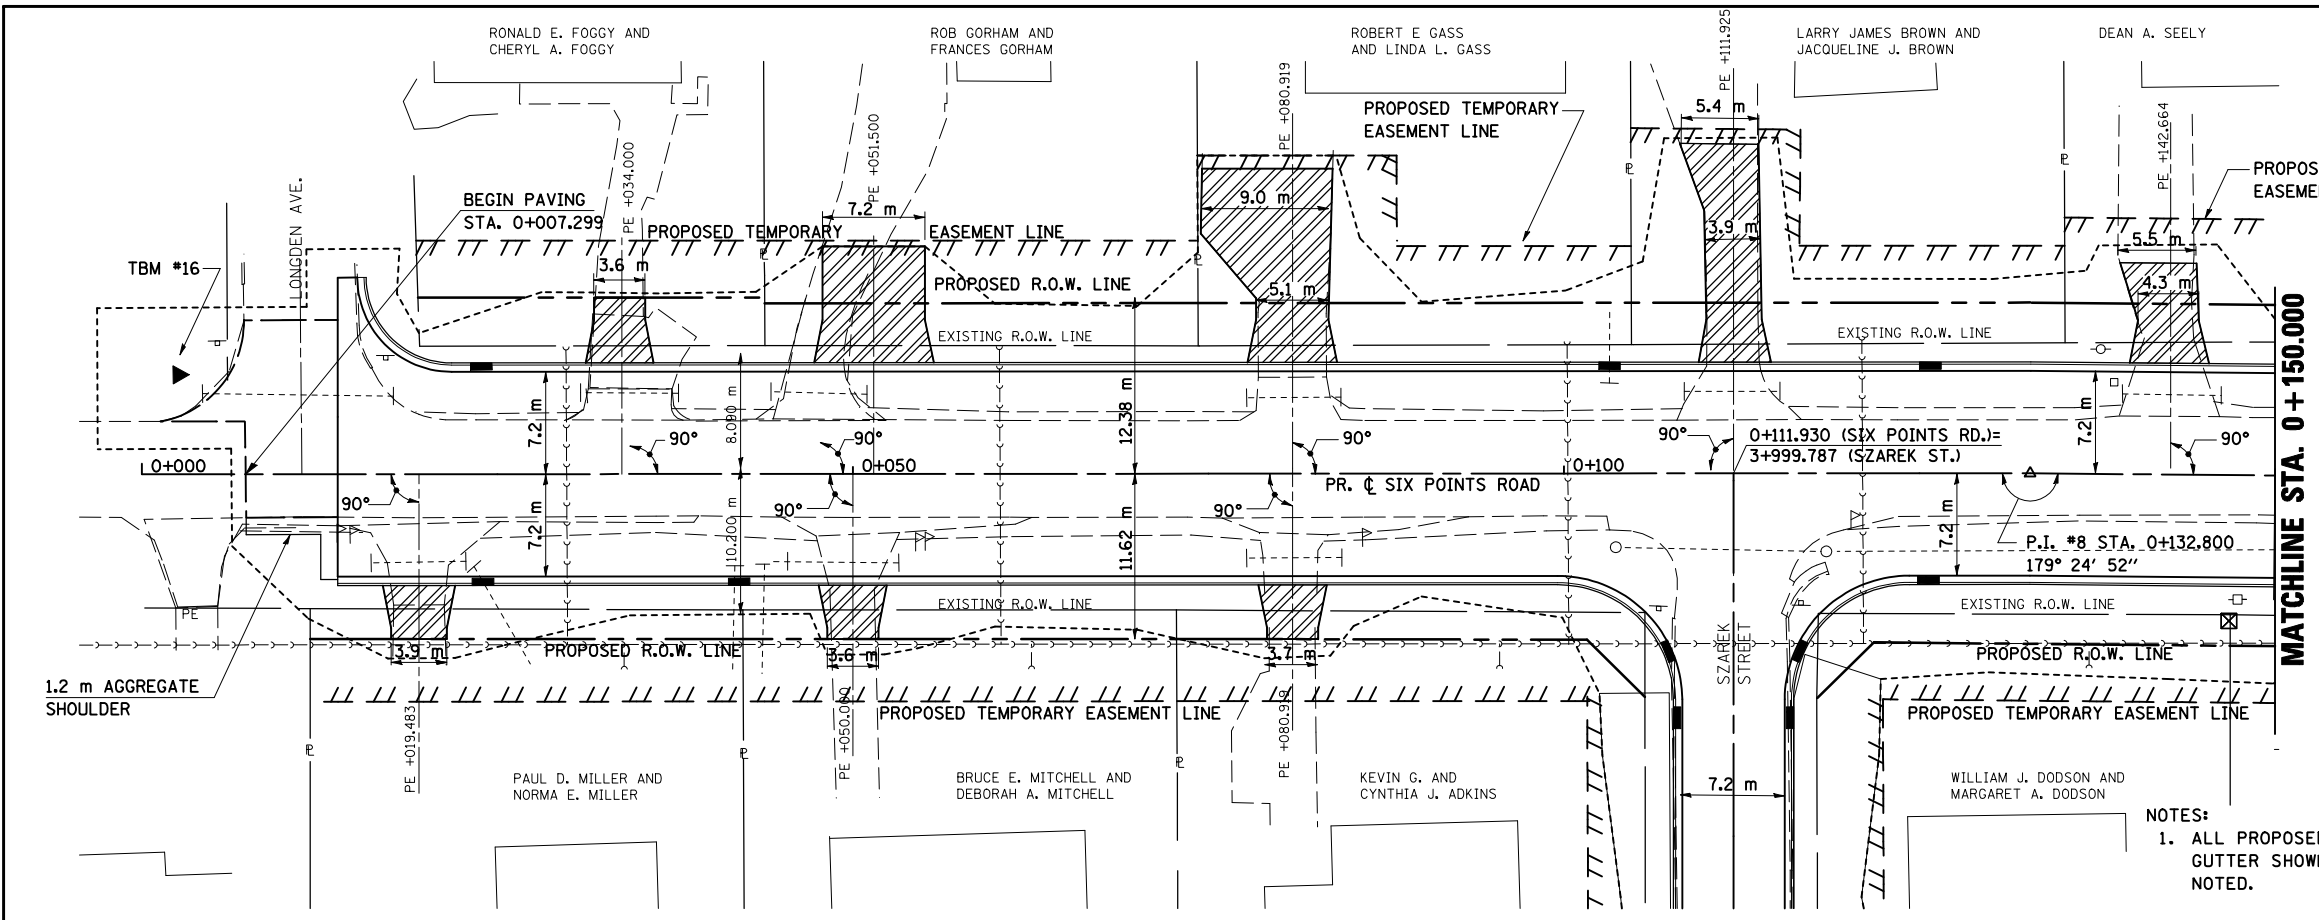 RONALD E. FOGGY AND
CHERYL A. FOGGY
ROB GORHAM AND
FRANCES GORHAM
ROBERT E GASS
AND LINDA L. GASS
LARRY JAMES BROWN AND
JACQUELINE J. BROWN
DEAN A. SEELY
PE +111.925
PE +080.919
PE +051.500
PE +034.000
PE +142.664
PROPOSED TEMPORARY
EASEMENT LINE
5.4 m
BEGIN PAVING
STA. 0+007.299
LONGDEN AVE.
TBM #16
3.6 m
7.2 m
PROPOSED TEMPORARY EASEMENT LINE
9.0 m
3.9 m
5.5 m
4.3 m
5.1 m
PROPOS
EASEME
PROPOSED R.O.W. LINE
EXISTING R.O.W. LINE
EXISTING R.O.W. LINE
7.2 m
8.090 m
12.38 m
7.2 m
90°
90°
90°
90°
90°
0+111.930 (SIX POINTS RD.)=
3+999.787 (SZAREK ST.)
0+000
0+050
0+100
PR. ℄ SIX POINTS ROAD
90°
90°
90°
7.2 m
10.200 m
11.62 m
7.2 m
P.I. #8 STA. 0+132.800
179° 24' 52"
MATCHLINE STA. 0+150.000
PE
EXISTING R.O.W. LINE
EXISTING R.O.W. LINE
3.9 m
PROPOSED R.O.W. LINE
3.6 m
3.7 m
SZAREK
STREET
PROPOSED R.O.W. LINE
1.2 m AGGREGATE
SHOULDER
PROPOSED TEMPORARY EASEMENT LINE
PROPOSED TEMPORARY EASEMENT LINE
PE +019.483
PE +050.000
PE +080.999
PAUL D. MILLER AND
NORMA E. MILLER
BRUCE E. MITCHELL AND
DEBORAH A. MITCHELL
KEVIN G. AND
CYNTHIA J. ADKINS
7.2 m
WILLIAM J. DODSON AND
MARGARET A. DODSON
NOTES:
1. ALL PROPOSED
GUTTER SHOW
NOTED.